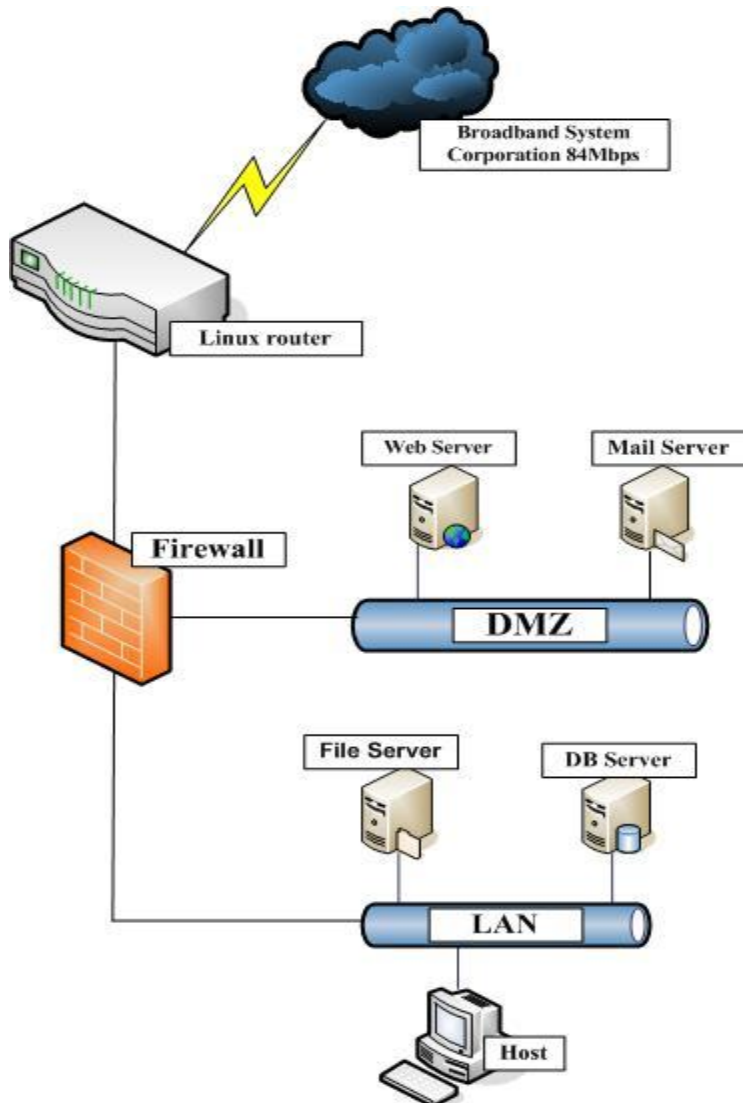 Broadband System
Corporation 84Mbps
Linux router
Web Server
Mail Server
Firewall
DMZ
File Server
DB Server
LAN
Host